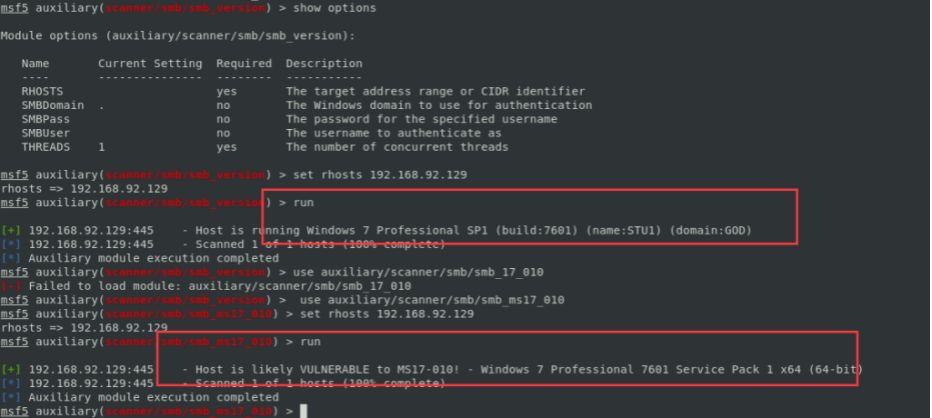 msf5 auxiliary(scanner/smb/smb_version) > show options
Module options (auxiliary/scanner/smb/smb_version):
Name Current Setting Required Description
---- --------------- -------- -----------
RHOSTS yes The target address range or CIDR identifier
SMBDomain . no The Windows domain to use for authentication
SMBPass no The password for the specified username
SMBUser no The username to authenticate as
THREADS 1 yes The number of concurrent threads
msf5 auxiliary(scanner/smb/smb_version) > set rhosts 192.168.92.129
rhosts => 192.168.92.129
msf5 auxiliary(scanner/smb/smb_version) > run
[+] 192.168.92.129:445 - Host is running Windows 7 Professional SP1 (build:7601) (name:STU1) (domain:GOD)
[*] 192.168.92.129:445 - Scanned 1 of 1 hosts (100% complete)
[*] Auxiliary module execution completed
msf5 auxiliary(scanner/smb/smb_version) > use auxiliary/scanner/smb/smb_17_010
[-] Failed to load module: auxiliary/scanner/smb/smb_17_010
msf5 auxiliary(scanner/smb/smb_version) > use auxiliary/scanner/smb/smb_ms17_010
msf5 auxiliary(scanner/smb/smb_ms17_010) > set rhosts 192.168.92.129
rhosts => 192.168.92.129
msf5 auxiliary(scanner/smb/smb_ms17_010) > run
[+] 192.168.92.129:445 - Host is likely VULNERABLE to MS17-010! - Windows 7 Professional 7601 Service Pack 1 x64 (64-bit)
[*] 192.168.92.129:445 - Scanned 1 of 1 hosts (100% complete)
[*] Auxiliary module execution completed
msf5 auxiliary(scanner/smb/smb_ms17_010) >